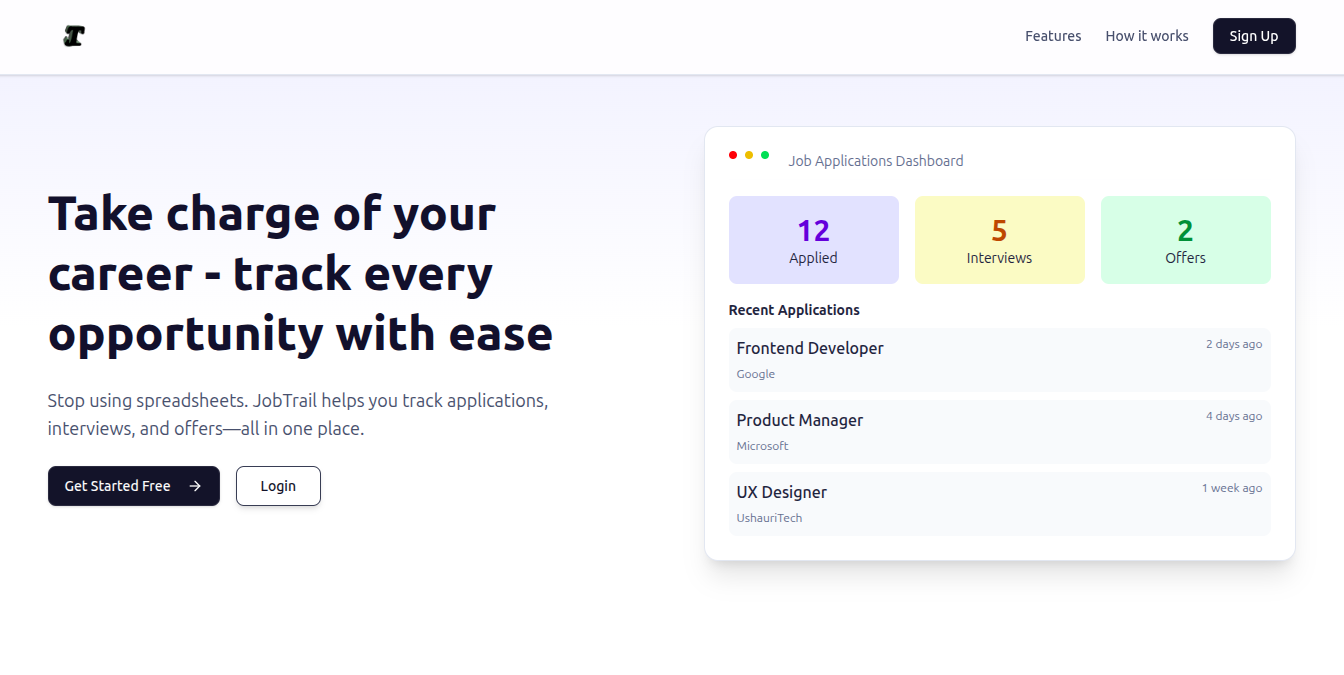 JT
Features How it works Sign Up
Take charge of your
career - track every
opportunity with ease
Stop using spreadsheets. JobTrail helps you track applications,
interviews, and offers—all in one place.
Get Started Free → Login
Job Applications Dashboard
12 5 2
Applied Interviews Offers
Recent Applications
Frontend Developer 2 days ago
Google
Product Manager 4 days ago
Microsoft
UX Designer 1 week ago
UshauriTech